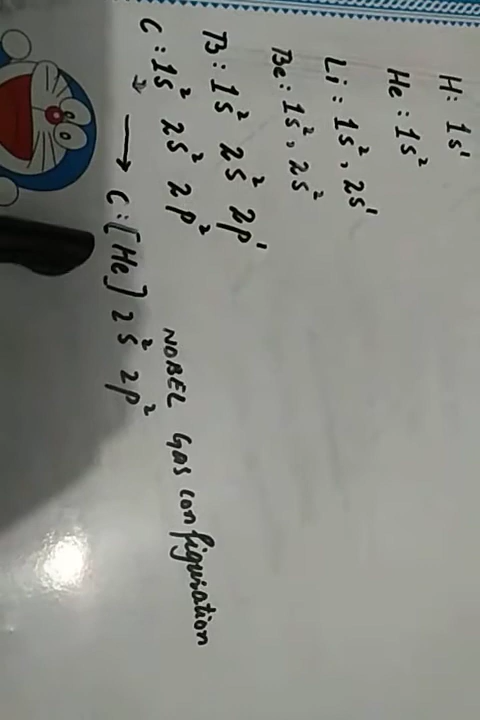 H: 1s¹
He: 1s²
Li: 1s², 2s¹
Be: 1s², 2s²
B: 1s² 2s² 2p¹
C: 1s² 2s² 2p²
→ C: [He] 2s² 2p²
NOBEL Gas configuration